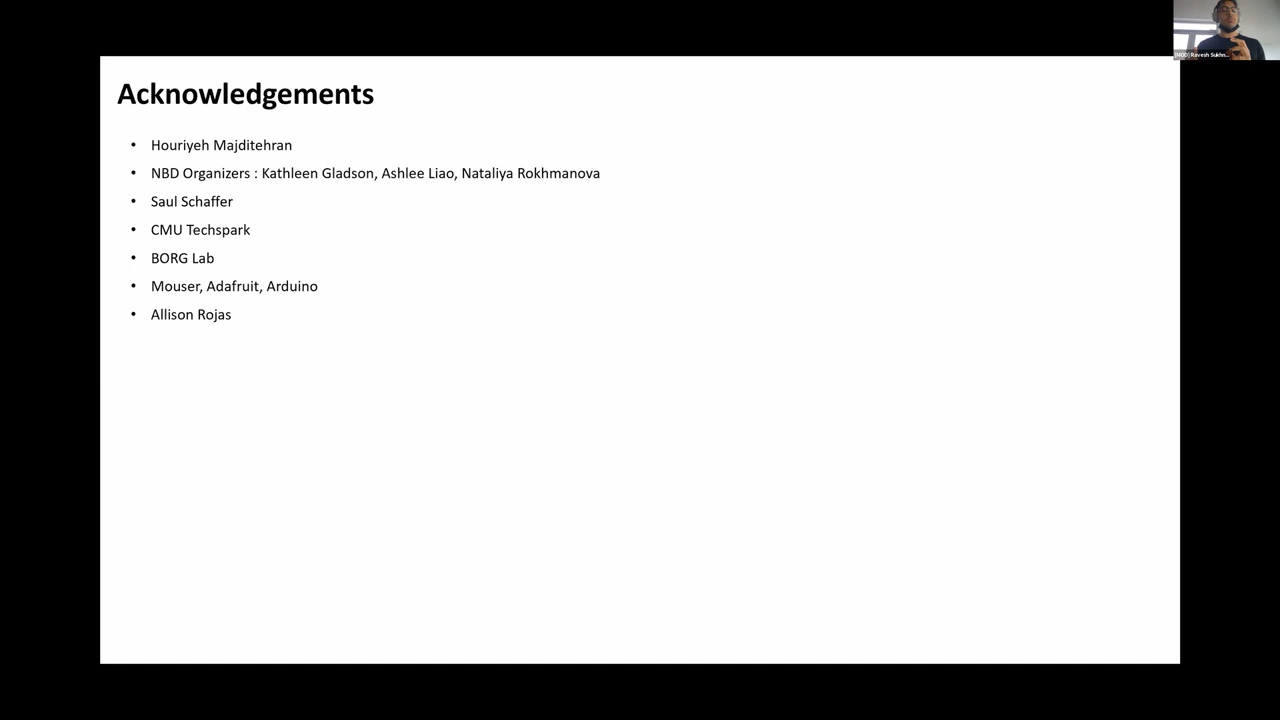 Acknowledgements
• Houriyeh Majditehran
• NBD Organizers : Kathleen Gladson, Ashlee Liao, Nataliya Rokhmanova
• Saul Schaffer
• CMU Techspark
• BORG Lab
• Mouser, Adafruit, Arduino
• Allison Rojas